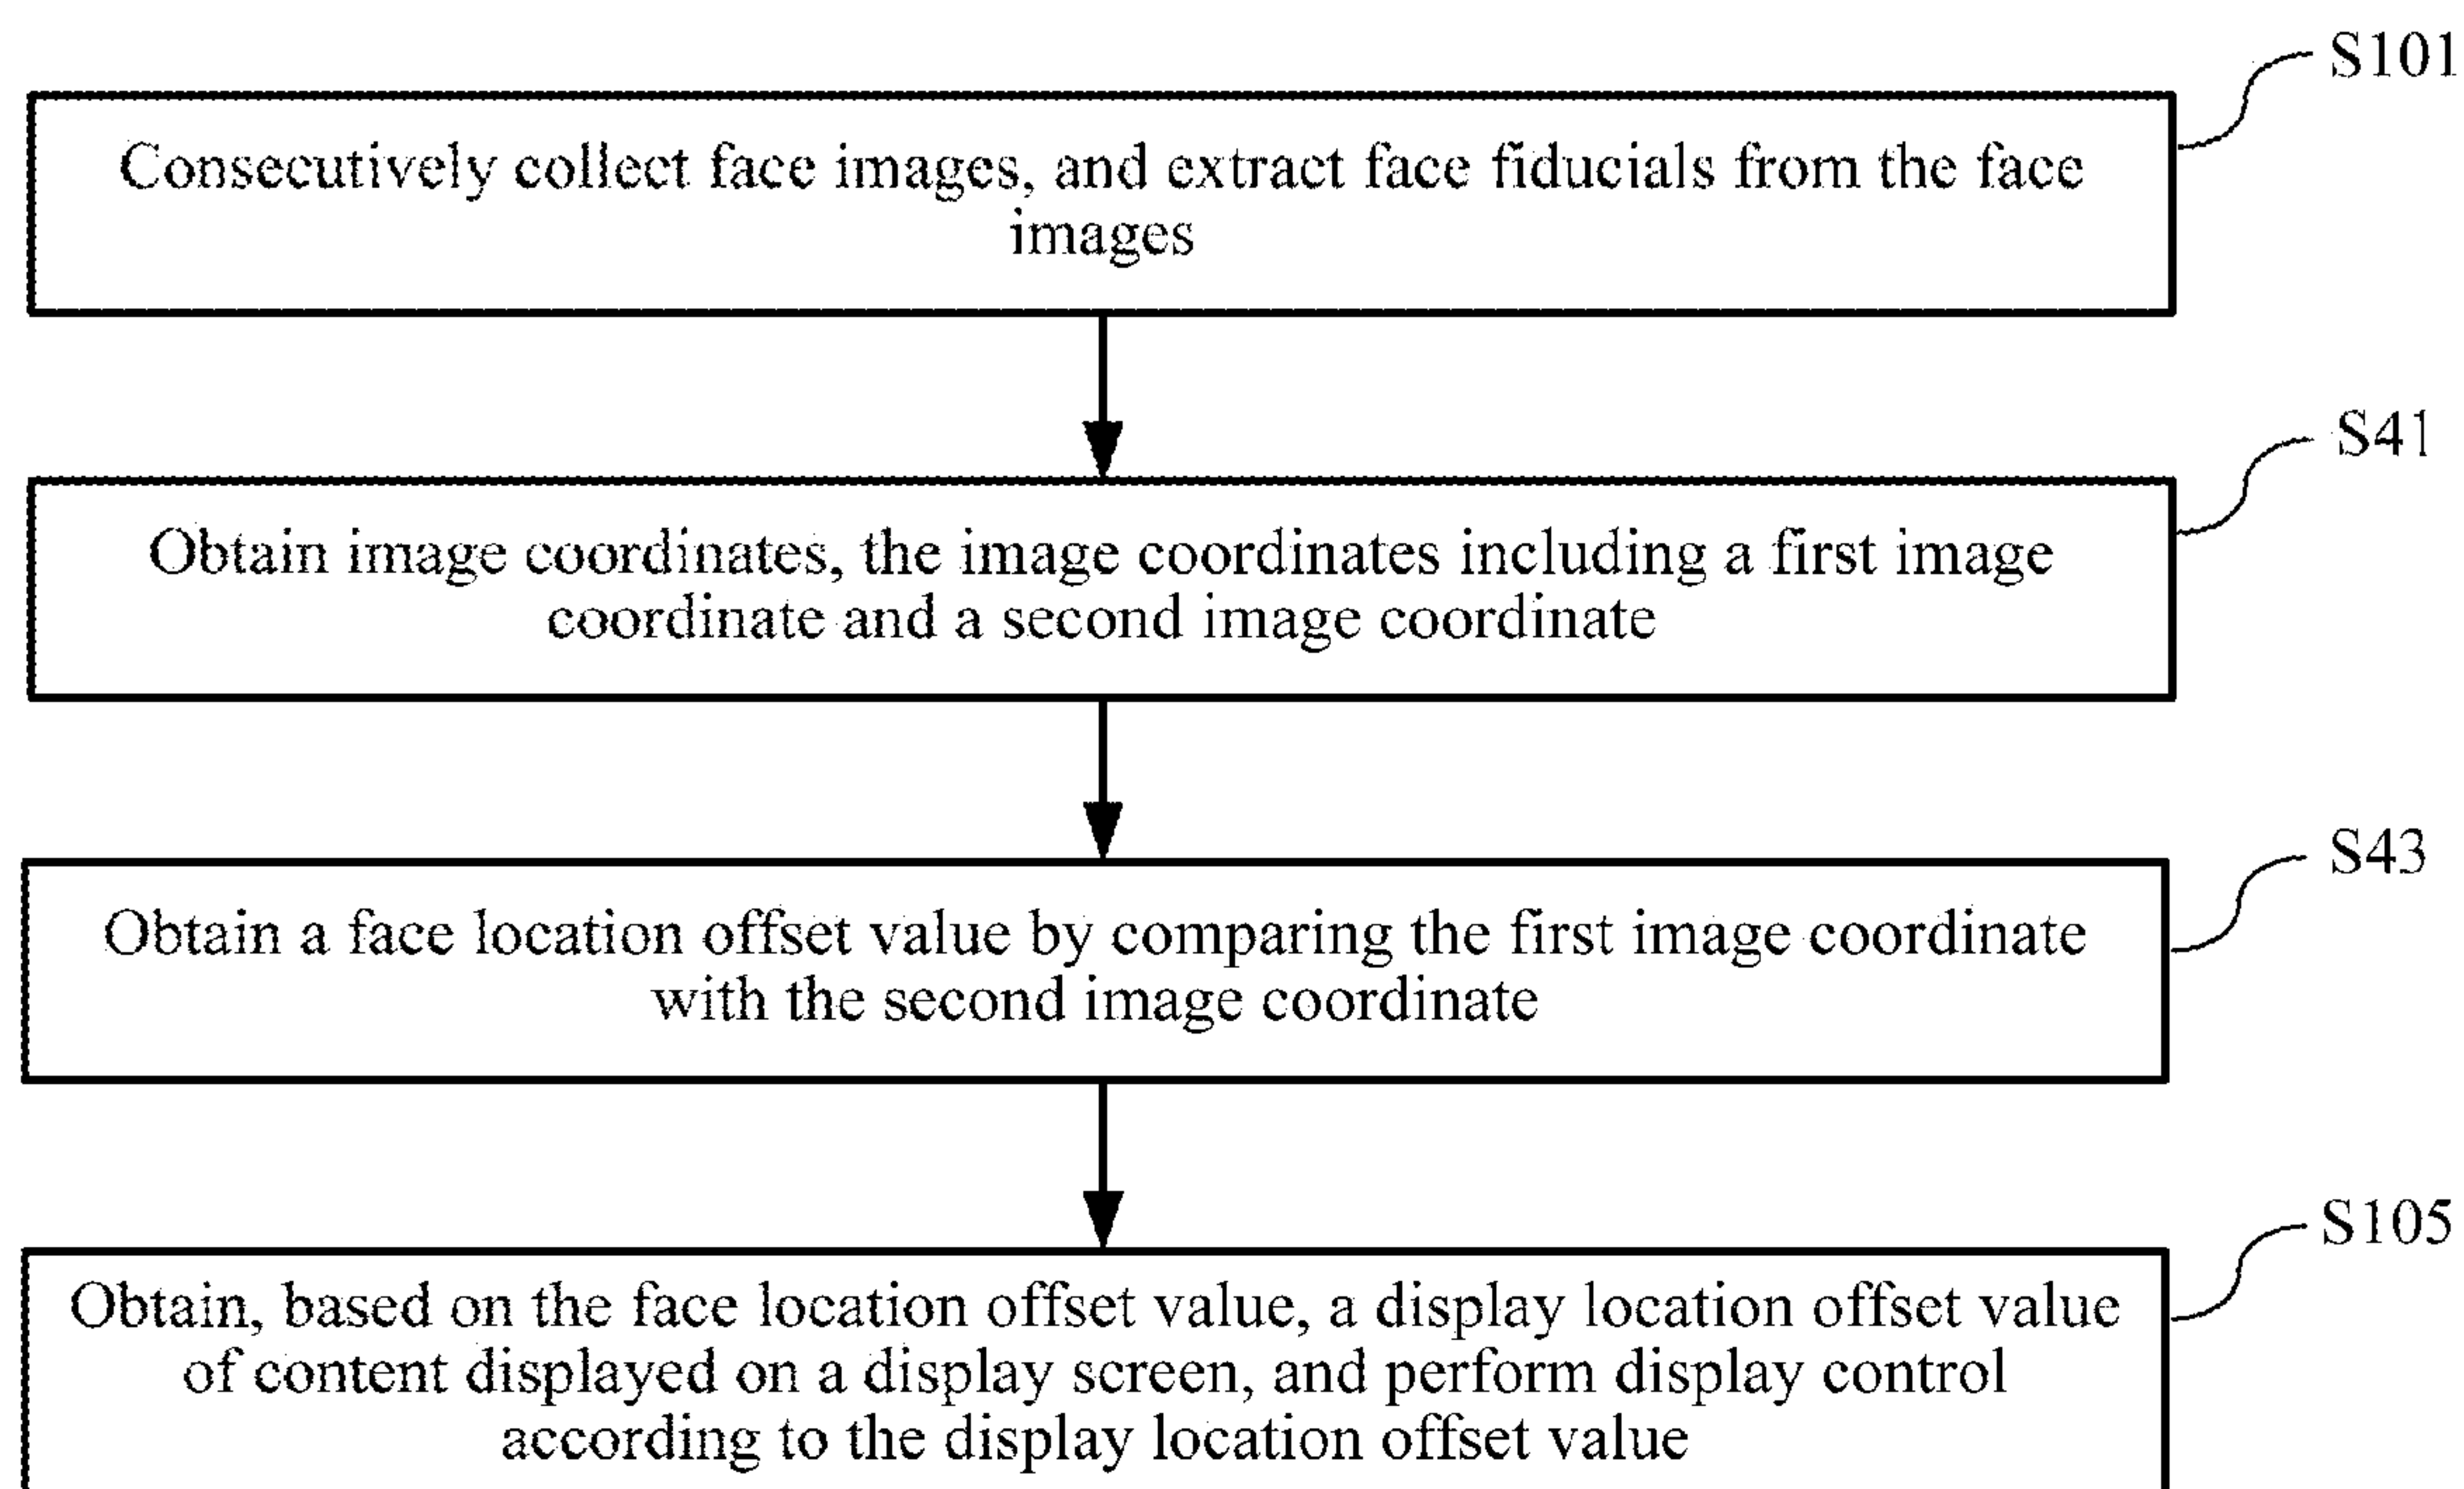 S101
Consecutively collect face images, and extract face fiducials from the face
images
S41
Obtain image coordinates, the image coordinates including a first image
coordinate and a second image coordinate
S43
Obtain a face location offset value by comparing the first image coordinate
with the second image coordinate
S105
Obtain, based on the face location offset value, a display location offset value
of content displayed on a display screen, and perform display control
according to the display location offset value